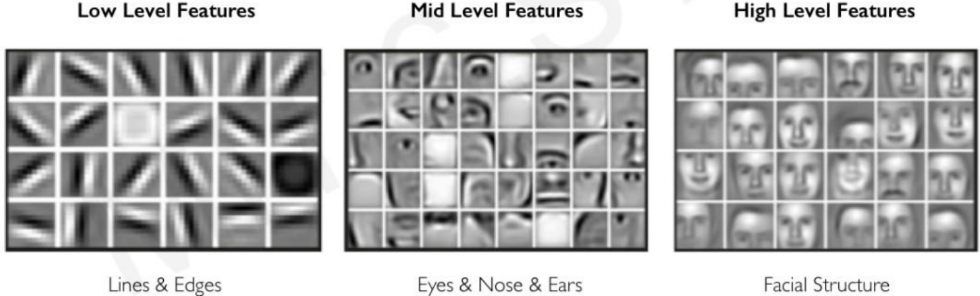 Low Level Features
Mid Level Features
High Level Features
Lines & Edges
Eyes & Nose & Ears
Facial Structure